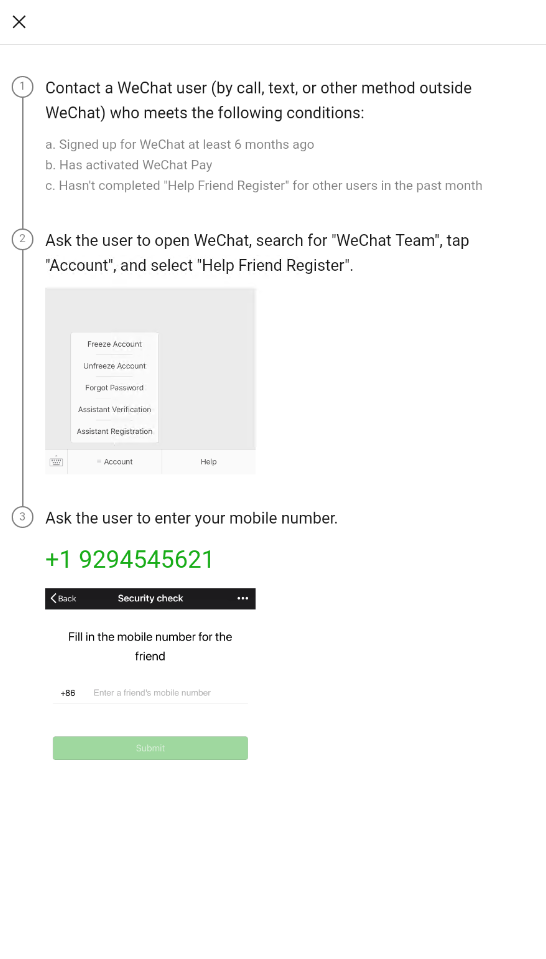 1
Contact a WeChat user (by call, text, or other method outside
WeChat) who meets the following conditions:
a. Signed up for WeChat at least 6 months ago
b. Has activated WeChat Pay
c. Hasn't completed "Help Friend Register" for other users in the past month
2
Ask the user to open WeChat, search for "WeChat Team", tap
"Account", and select "Help Friend Register".
Freeze Account
Unfreeze Account
Forgot Password
Assistant Verification
Assistant Registration
Account
Help
3
Ask the user to enter your mobile number.
+1 9294545621
Back
Security check
Fill in the mobile number for the
friend
+86 Enter a friend's mobile number
Submit